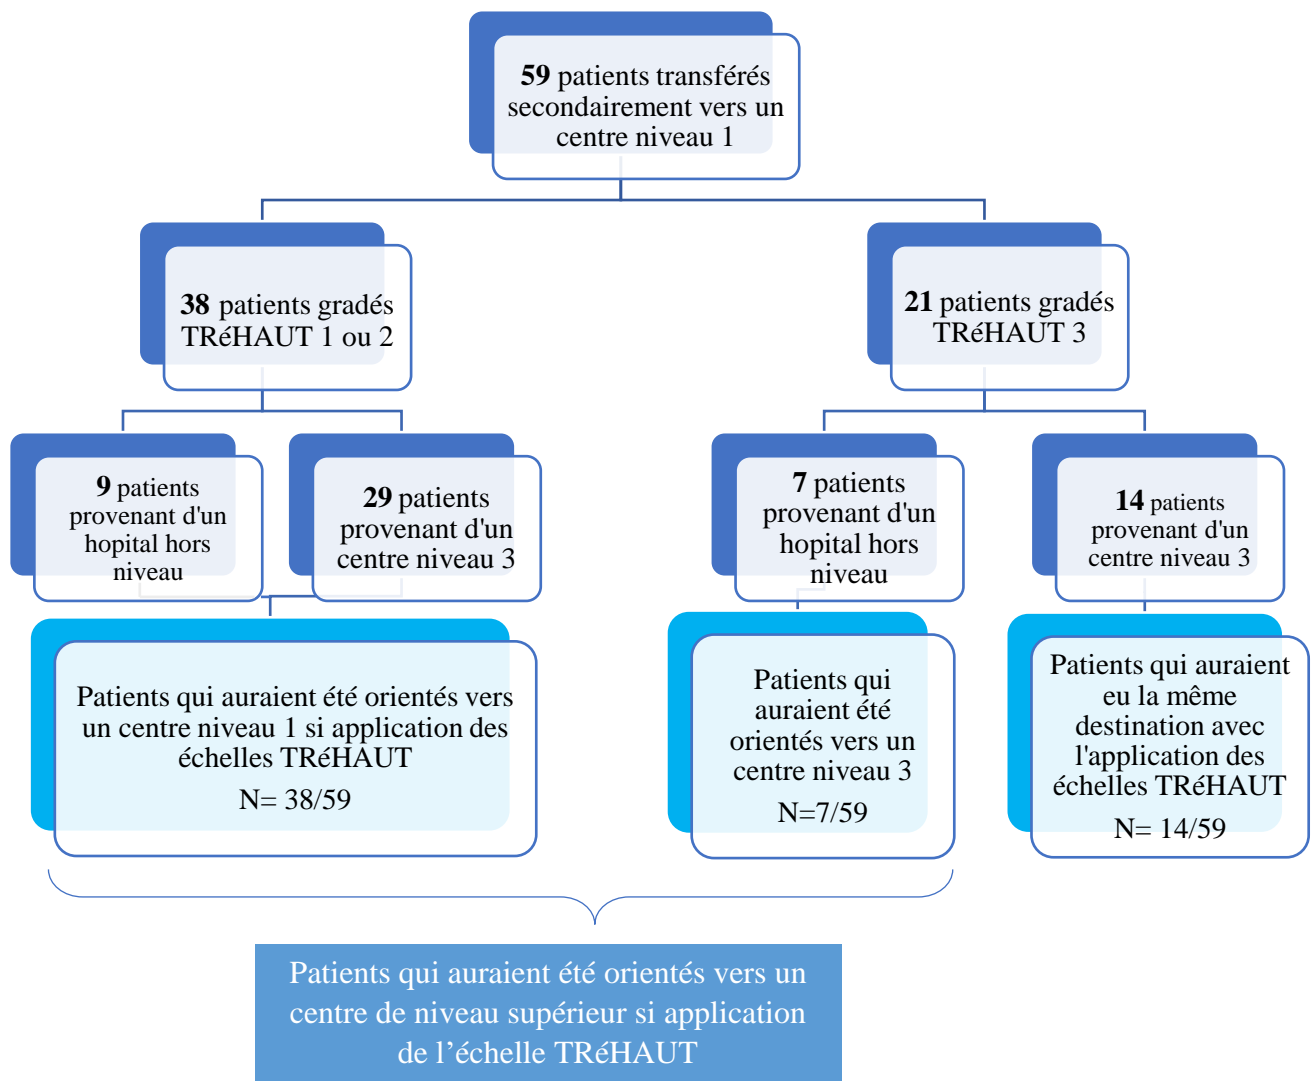 59 patients transférés
secondairement vers un
centre niveau 1
38 patients gradés
TRéHAUT 1 ou 2
21 patients gradés
TRéHAUT 3
9 patients
provenant d'un
hopital hors
niveau
29 patients
provenant d'un
centre niveau 3
7 patients
provenant d'un
hopital hors
niveau
14 patients
provenant d'un
centre niveau 3
Patients qui auraient été orientés vers
un centre niveau 1 si application des
échelles TRéHAUT
N= 38/59
Patients qui
auraient été
orientés vers un
centre niveau 3
N=7/59
Patients qui auraient
eu la même
destination avec
l'application des
échelles TRéHAUT
N= 14/59
Patients qui auraient été orientés vers un
centre de niveau supérieur si application
de l’échelle TRéHAUT